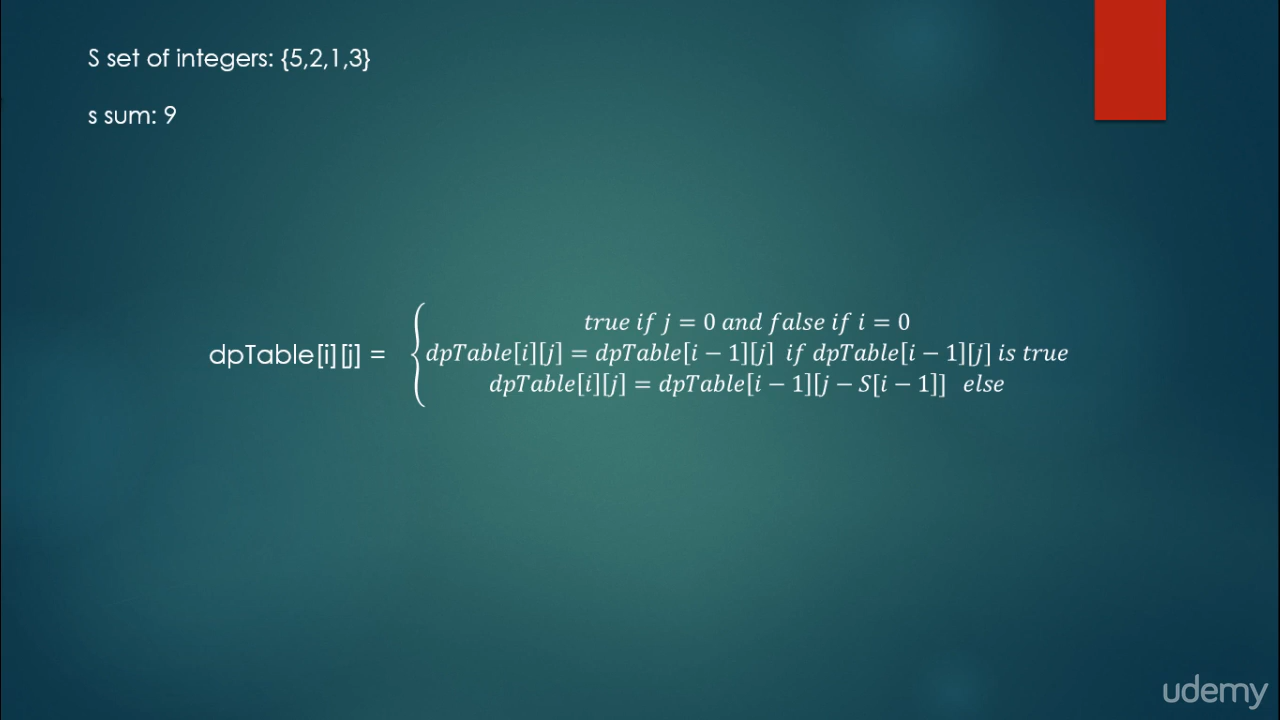 S set of integers: {5,2,1,3}
s sum: 9
true if j = 0 and false if i = 0
dpTable[i][j] = dpTable[i][j] = dpTable[i − 1][j] if dpTable[i − 1][j] is true
dpTable[i][j] = dpTable[i − 1][j − S[i − 1]] else
udemy